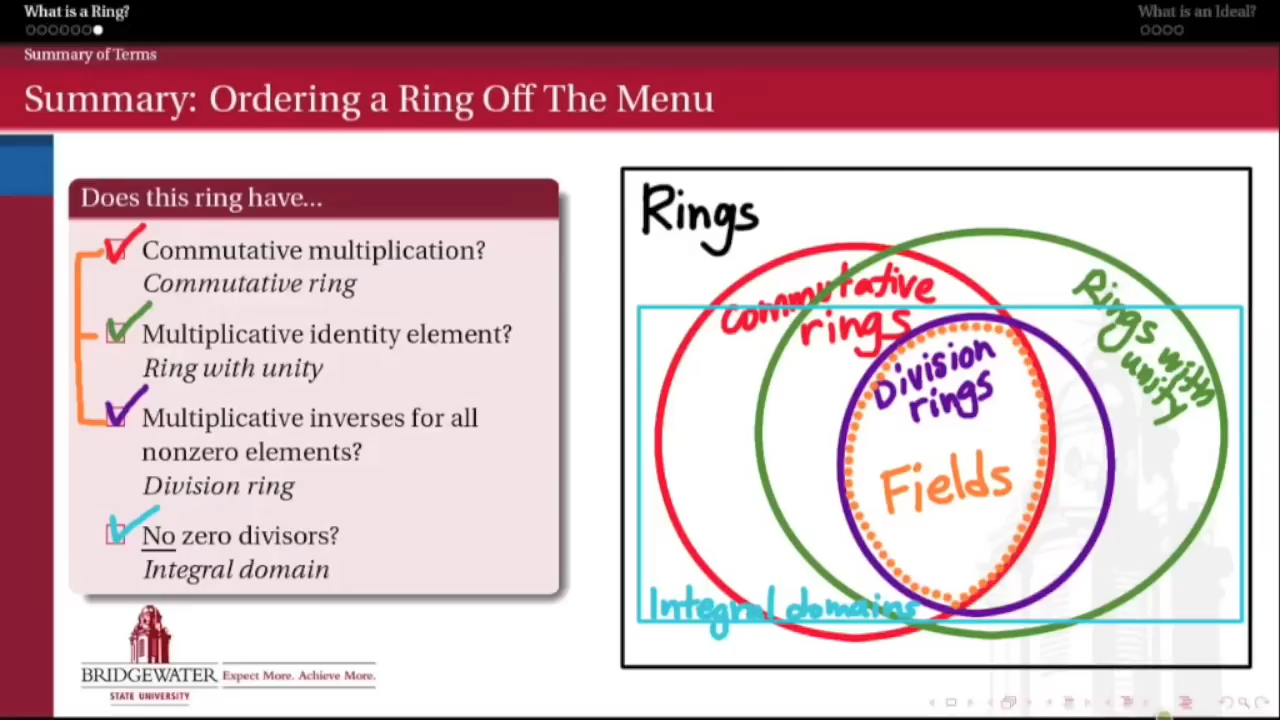 What is a Ring?
What is an Ideal?
Summary of Terms
Summary: Ordering a Ring Off The Menu
Does this ring have...
Commutative multiplication?
Commutative ring
Multiplicative identity element?
Ring with unity
Multiplicative inverses for all
nonzero elements?
Division ring
No zero divisors?
Integral domain
BRIDGEWATER
STATE UNIVERSITY
Expect More. Achieve More.
Rings
Commutative
rings
Rings with
unity
Division
rings
Fields
Integral domains